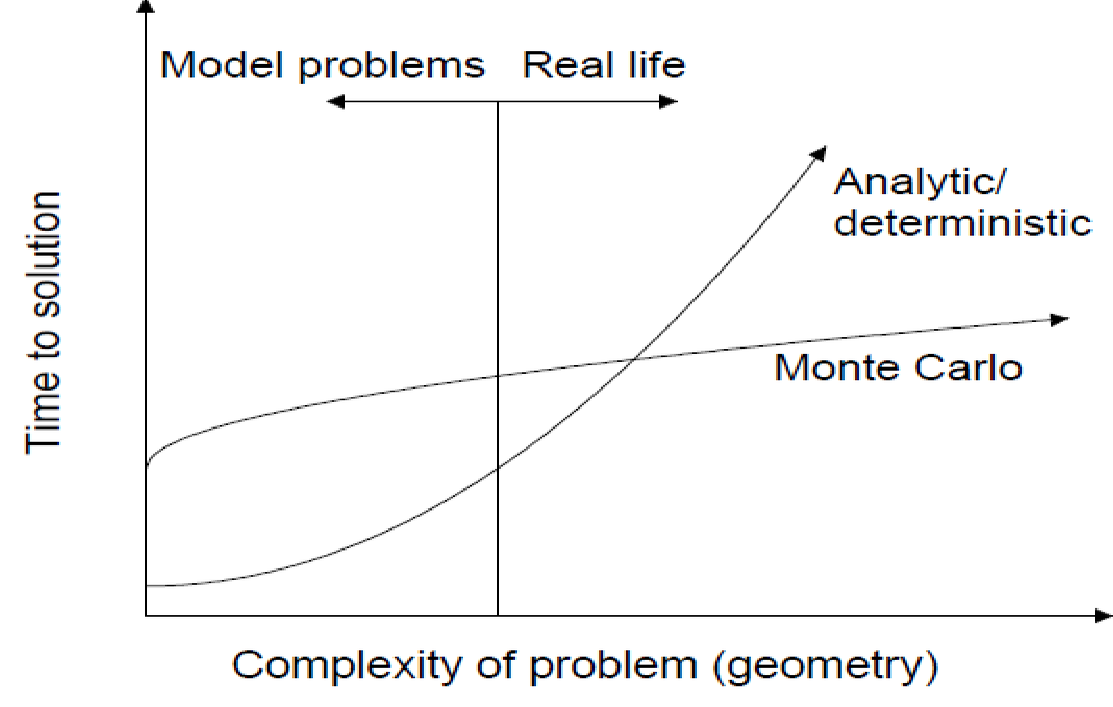 Model problems
Real life
Analytic/
deterministic
Monte Carlo
Time to solution
Complexity of problem (geometry)